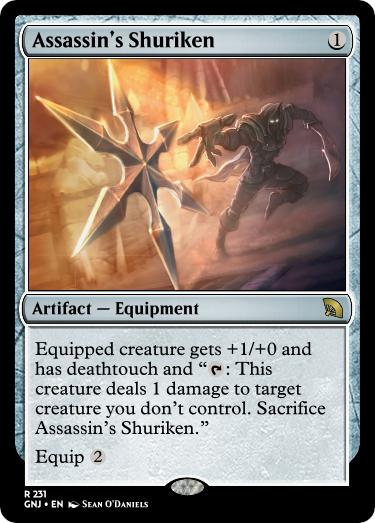 Assassin's Shuriken 1
Artifact — Equipment
Equipped creature gets +1/+0 and
has deathtouch and “: This
creature deals 1 damage to target
creature you don't control. Sacrifice
Assassin's Shuriken.”
Equip 2
R 231
GNJ • EN Sean O'Daniels